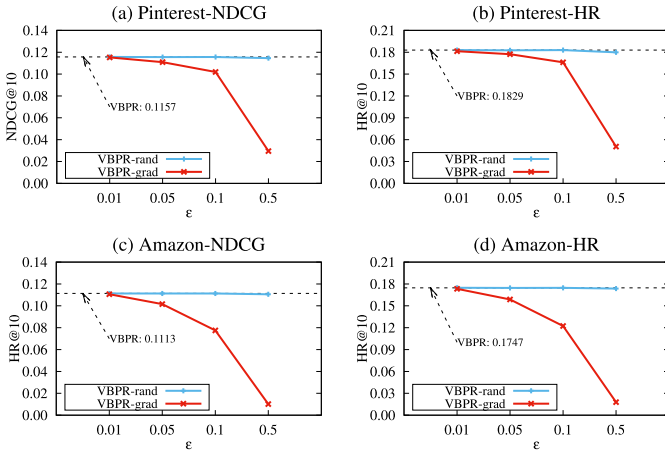 (a) Pinterest-NDCG
NDCG@10
0.14
0.12
0.10
0.08
0.06
0.04
0.02
0.00
VBPR: 0.1157
VBPR-rand
VBPR-grad
0.01 0.05 0.1 0.5
ε
(b) Pinterest-HR
HR@10
0.21
0.18
0.15
0.12
0.09
0.06
0.03
0.00
VBPR: 0.1829
VBPR-rand
VBPR-grad
0.01 0.05 0.1 0.5
ε
(c) Amazon-NDCG
HR@10
0.14
0.12
0.10
0.08
0.06
0.04
0.02
0.00
VBPR: 0.1113
VBPR-rand
VBPR-grad
0.01 0.05 0.1 0.5
ε
(d) Amazon-HR
HR@10
0.21
0.18
0.15
0.12
0.09
0.06
0.03
0.00
VBPR: 0.1747
VBPR-rand
VBPR-grad
0.01 0.05 0.1 0.5
ε